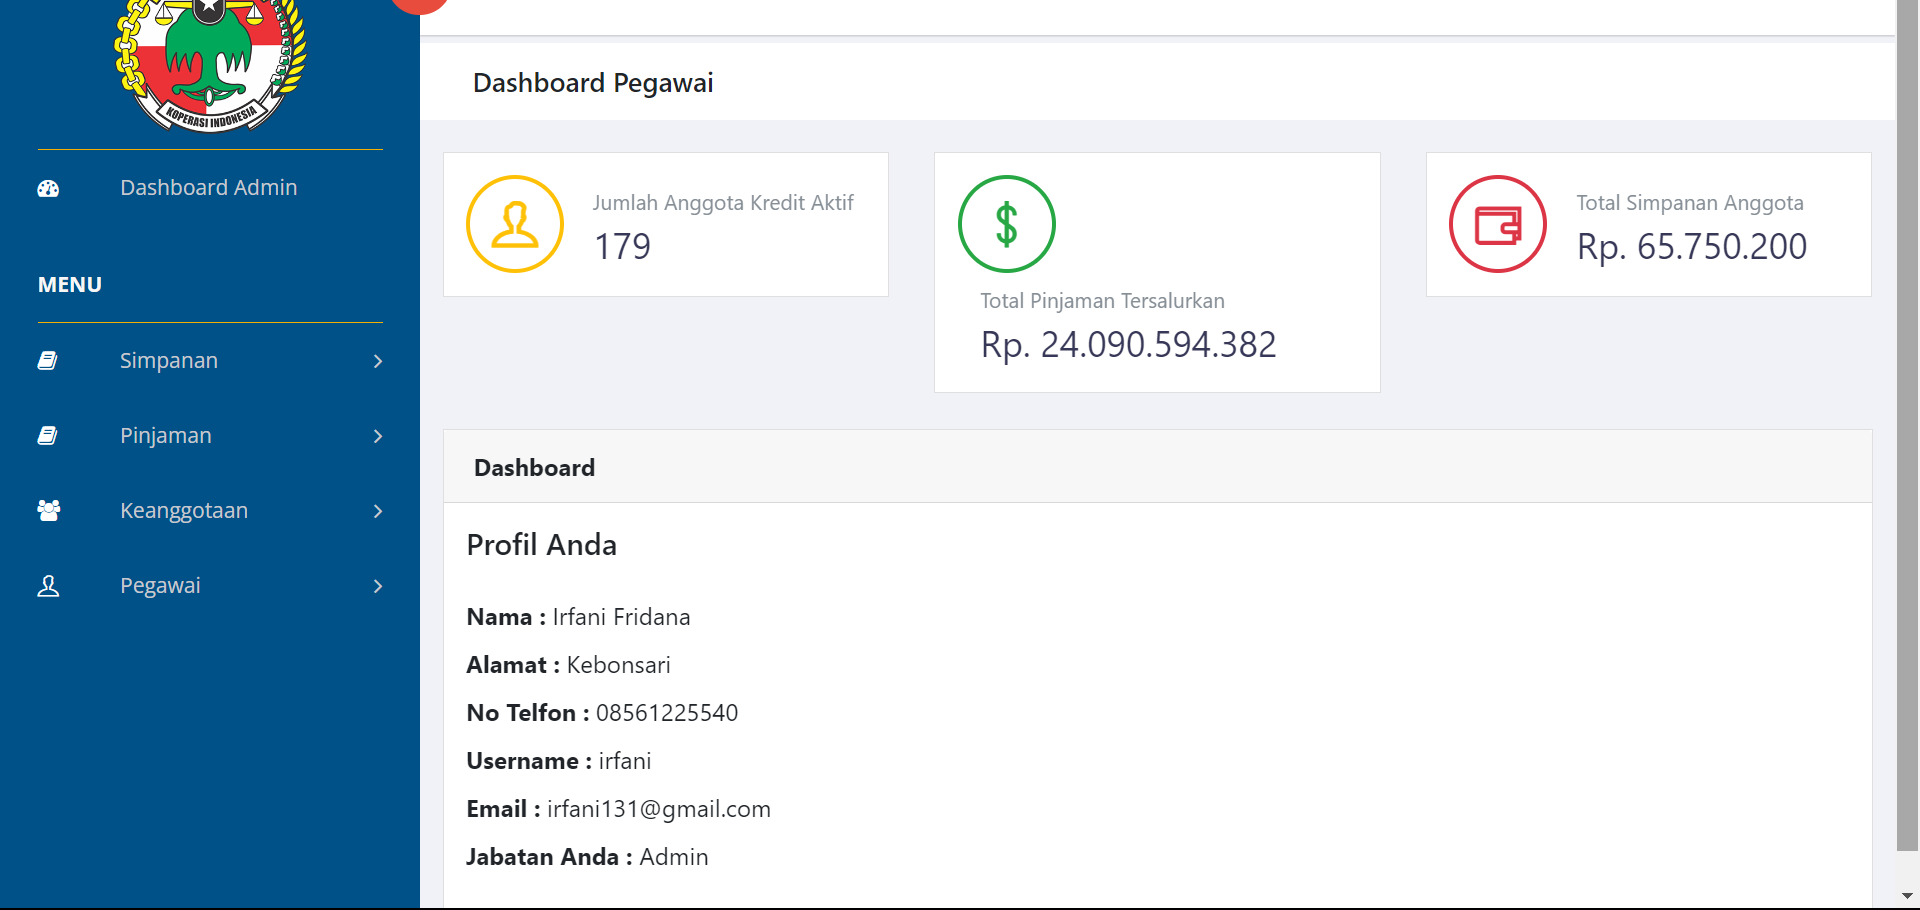 KOPERASI INDONESIA
Dashboard Admin
MENU
Simpanan
Pinjaman
Keanggotaan
Pegawai
Dashboard Pegawai
Jumlah Anggota Kredit Aktif
179
Total Pinjaman Tersalurkan
Rp. 24.090.594.382
Total Simpanan Anggota
Rp. 65.750.200
Dashboard
Profil Anda
Nama : Irfani Fridana
Alamat : Kebonsari
No Telfon : 08561225540
Username : irfani
Email : irfani131@gmail.com
Jabatan Anda : Admin